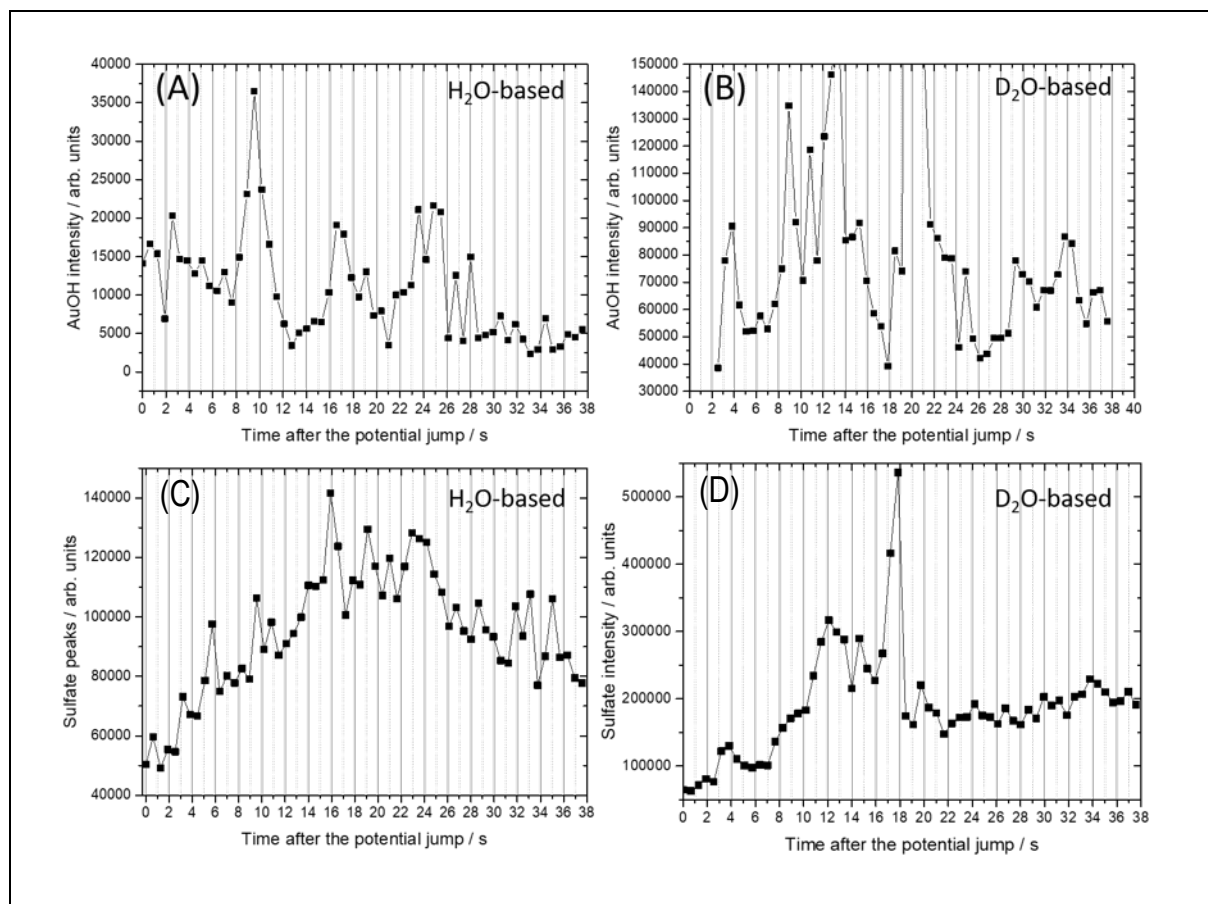 (A)
H₂O-based
40000
35000
30000
25000
20000
15000
10000
5000
0
AuOH intensity / arb. units
0 2 4 6 8 10 12 14 16 18 20 22 24 26 28 30 32 34 36 38
Time after the potential jump / s
(B)
D₂O-based
150000
140000
130000
120000
110000
100000
90000
80000
70000
60000
50000
40000
30000
AuOH intensity / arb. units
0 2 4 6 8 10 12 14 16 18 20 22 24 26 28 30 32 34 36 38 40
Time after the potential jump / s
(C)
H₂O-based
140000
120000
100000
80000
60000
40000
Sulfate peaks / arb. units
0 2 4 6 8 10 12 14 16 18 20 22 24 26 28 30 32 34 36 38
Time after the potential jump / s
(D)
D₂O-based
500000
400000
300000
200000
100000
Sulfate intensity / arb. units
0 2 4 6 8 10 12 14 16 18 20 22 24 26 28 30 32 34 36 38
Time after the potential jump / s